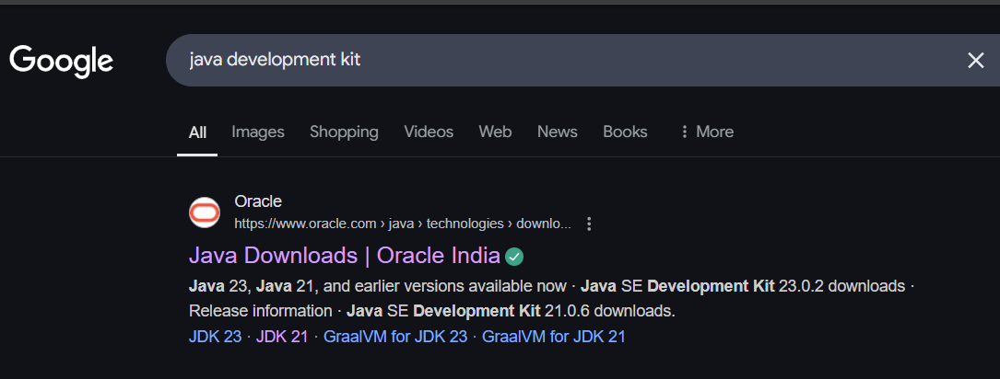 Google
java development kit
All Images Shopping Videos Web News Books More
Oracle
https://www.oracle.com › java › technologies › downlo...
Java Downloads | Oracle India
Java 23, Java 21, and earlier versions available now · Java SE Development Kit 23.0.2 downloads ·
Release information · Java SE Development Kit 21.0.6 downloads.
JDK 23 · JDK 21 · GraalVM for JDK 23 · GraalVM for JDK 21